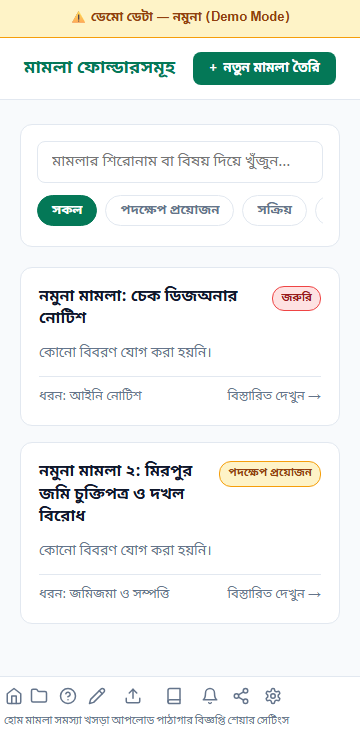 ⚠️ ডেমো ডেটা — নমুনা (Demo Mode)
মামলা ফোল্ডারসমূহ
+ নতুন মামলা তৈরি
মামলার শিরোনাম বা বিষয় দিয়ে খুঁজুন...
সকল পদক্ষেপ প্রয়োজন সক্রিয়
নমুনা মামলা: চেক ডিজঅনার
নোটিশ
জরুরি
কোনো বিবরণ যোগ করা হয়নি।
ধরন: আইনি নোটিশ বিস্তারিত দেখুন →
নমুনা মামলা ২: মিরপুর
জমি চুক্তিপত্র ও দখল
বিরোধ
পদক্ষেপ প্রয়োজন
কোনো বিবরণ যোগ করা হয়নি।
ধরন: জমিজমা ও সম্পত্তি বিস্তারিত দেখুন →
হোম মামলা সমস্যা খসড়া আপলোড পাঠাগার বিজ্ঞপ্তি শেয়ার সেটিংস